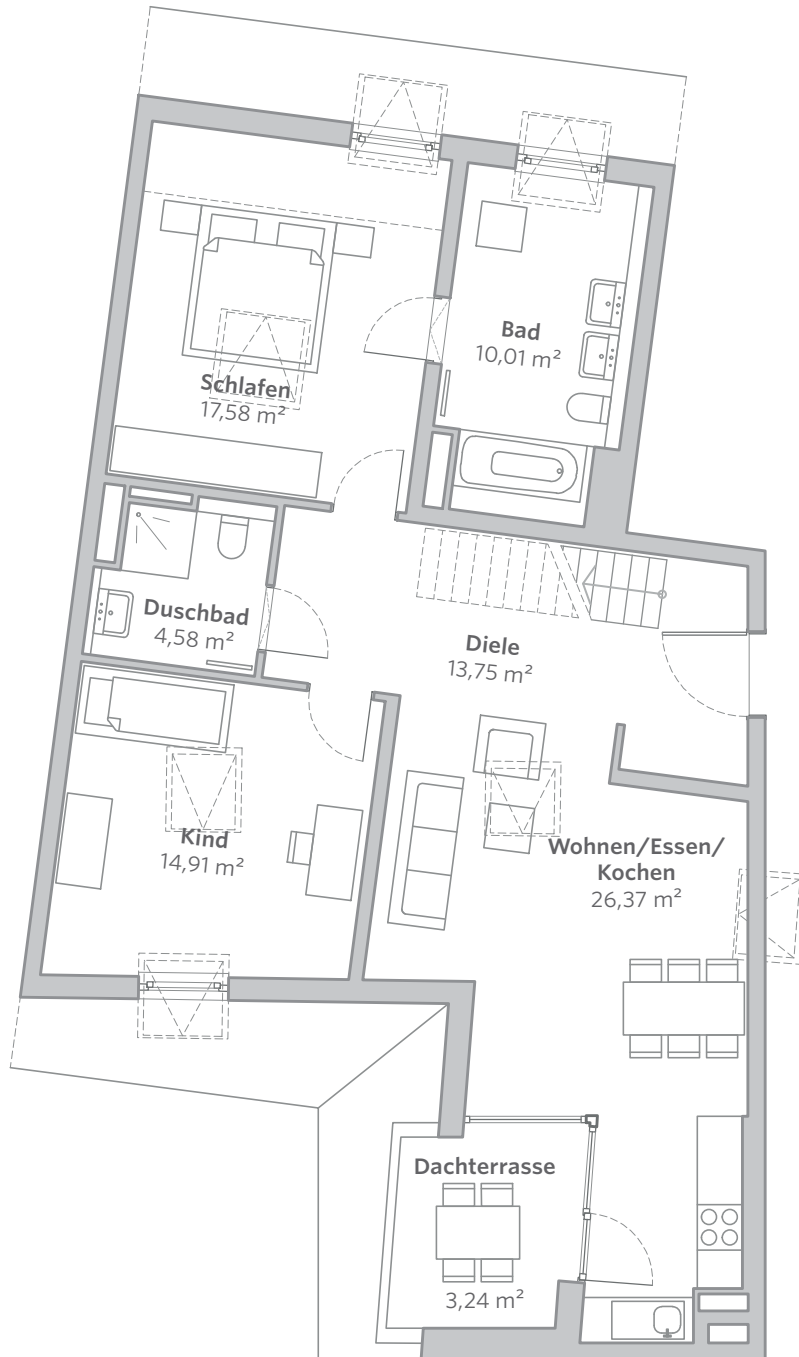 Bad
10,01 m²
Schlafen
17,58 m²
Duschbad
4,58 m²
Diele
13,75 m²
Kind
14,91 m²
Wohnen/Essen/
Kochen
26,37 m²
Dachterrasse
3,24 m²